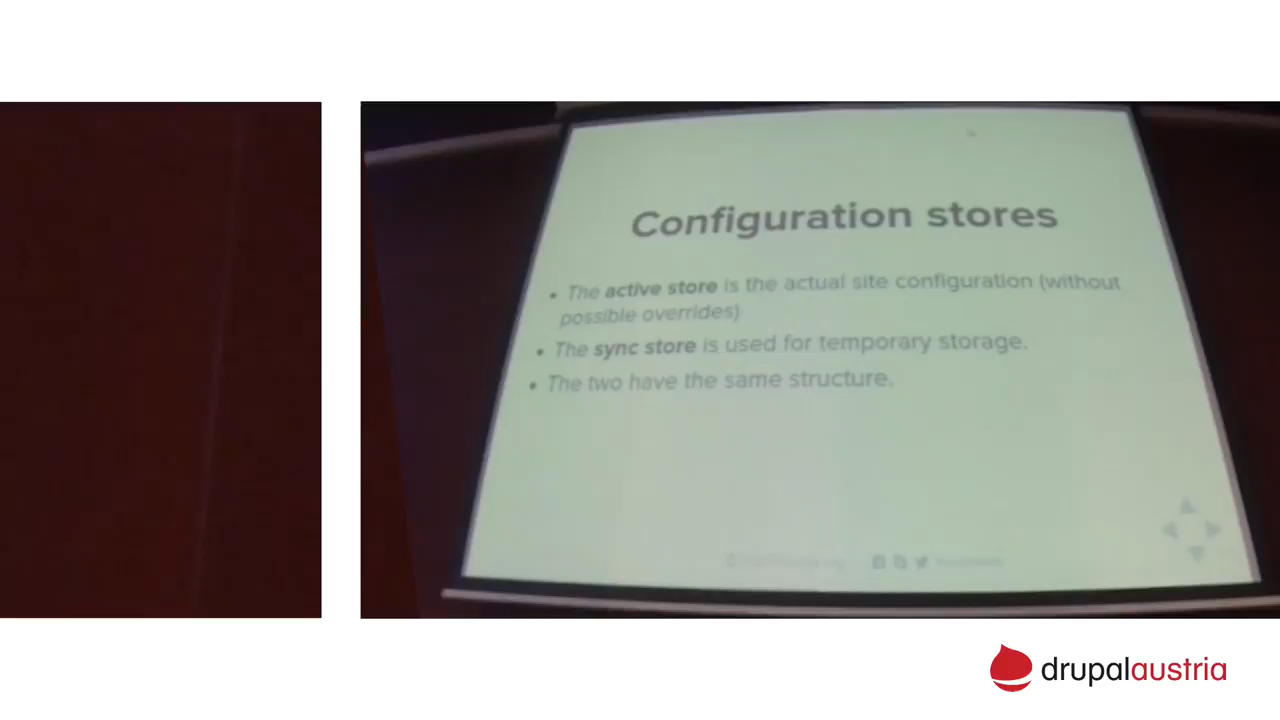 Configuration stores
• The active store is the actual site configuration (without
possible overrides)
• The sync store is used for temporary storage.
• The two have the same structure.
drupalaustria